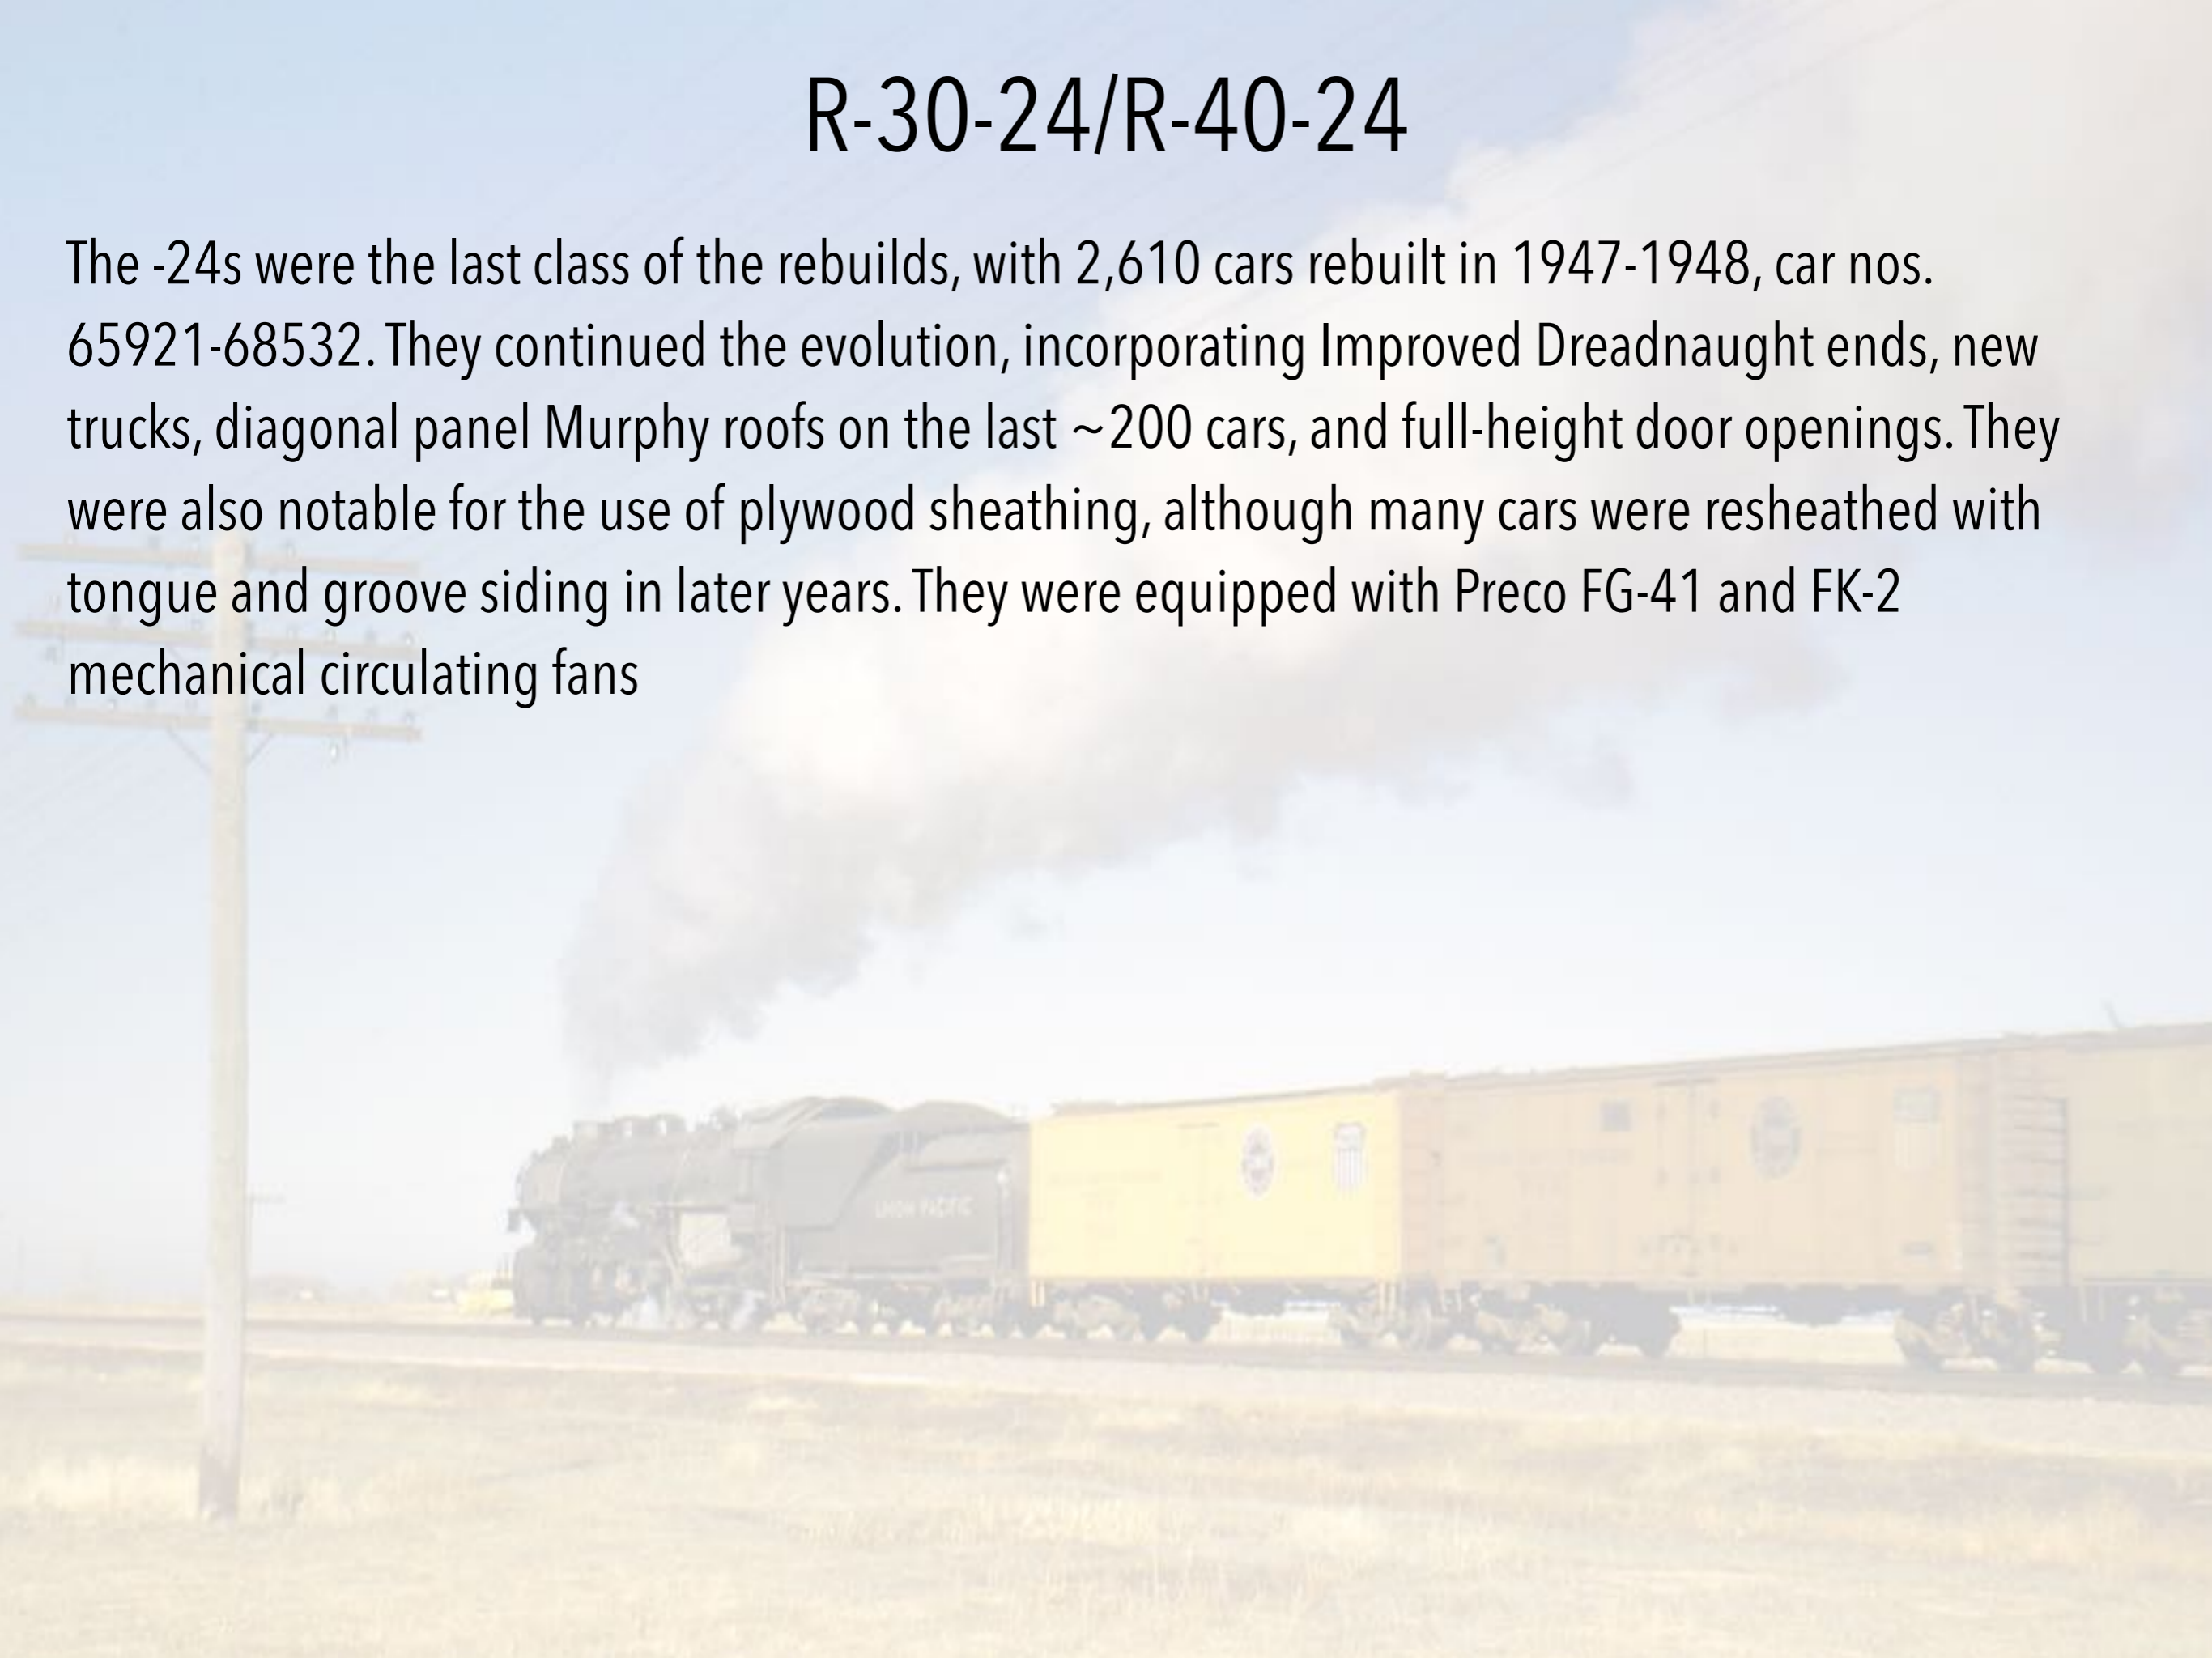 R-30-24/R-40-24
The -24s were the last class of the rebuilds, with 2,610 cars rebuilt in 1947-1948, car nos.
65921-68532. They continued the evolution, incorporating Improved Dreadnaught ends, new
trucks, diagonal panel Murphy roofs on the last ~200 cars, and full-height door openings. They
were also notable for the use of plywood sheathing, although many cars were resheathed with
tongue and groove siding in later years. They were equipped with Preco FG-41 and FK-2
mechanical circulating fans
UNION PACIFIC